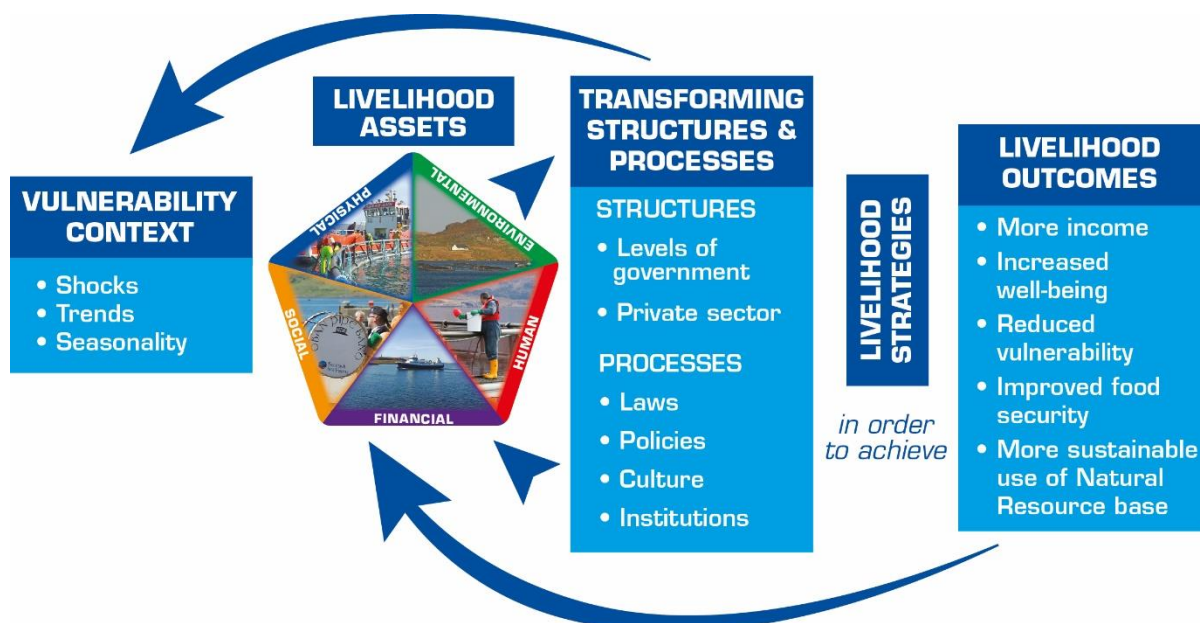 VULNERABILITY
CONTEXT
• Shocks
• Trends
• Seasonality
LIVELIHOOD
ASSETS
PHYSICAL
ENVIRONMENTAL
SOCIAL
HUMAN
FINANCIAL
TRANSFORMING
STRUCTURES &
PROCESSES
STRUCTURES
• Levels of
government
• Private sector
PROCESSES
• Laws
• Policies
• Culture
• Institutions
LIVELIHOOD
STRATEGIES
in order
to achieve
LIVELIHOOD
OUTCOMES
• More income
• Increased
well-being
• Reduced
vulnerability
• Improved food
security
• More sustainable
use of Natural
Resource base